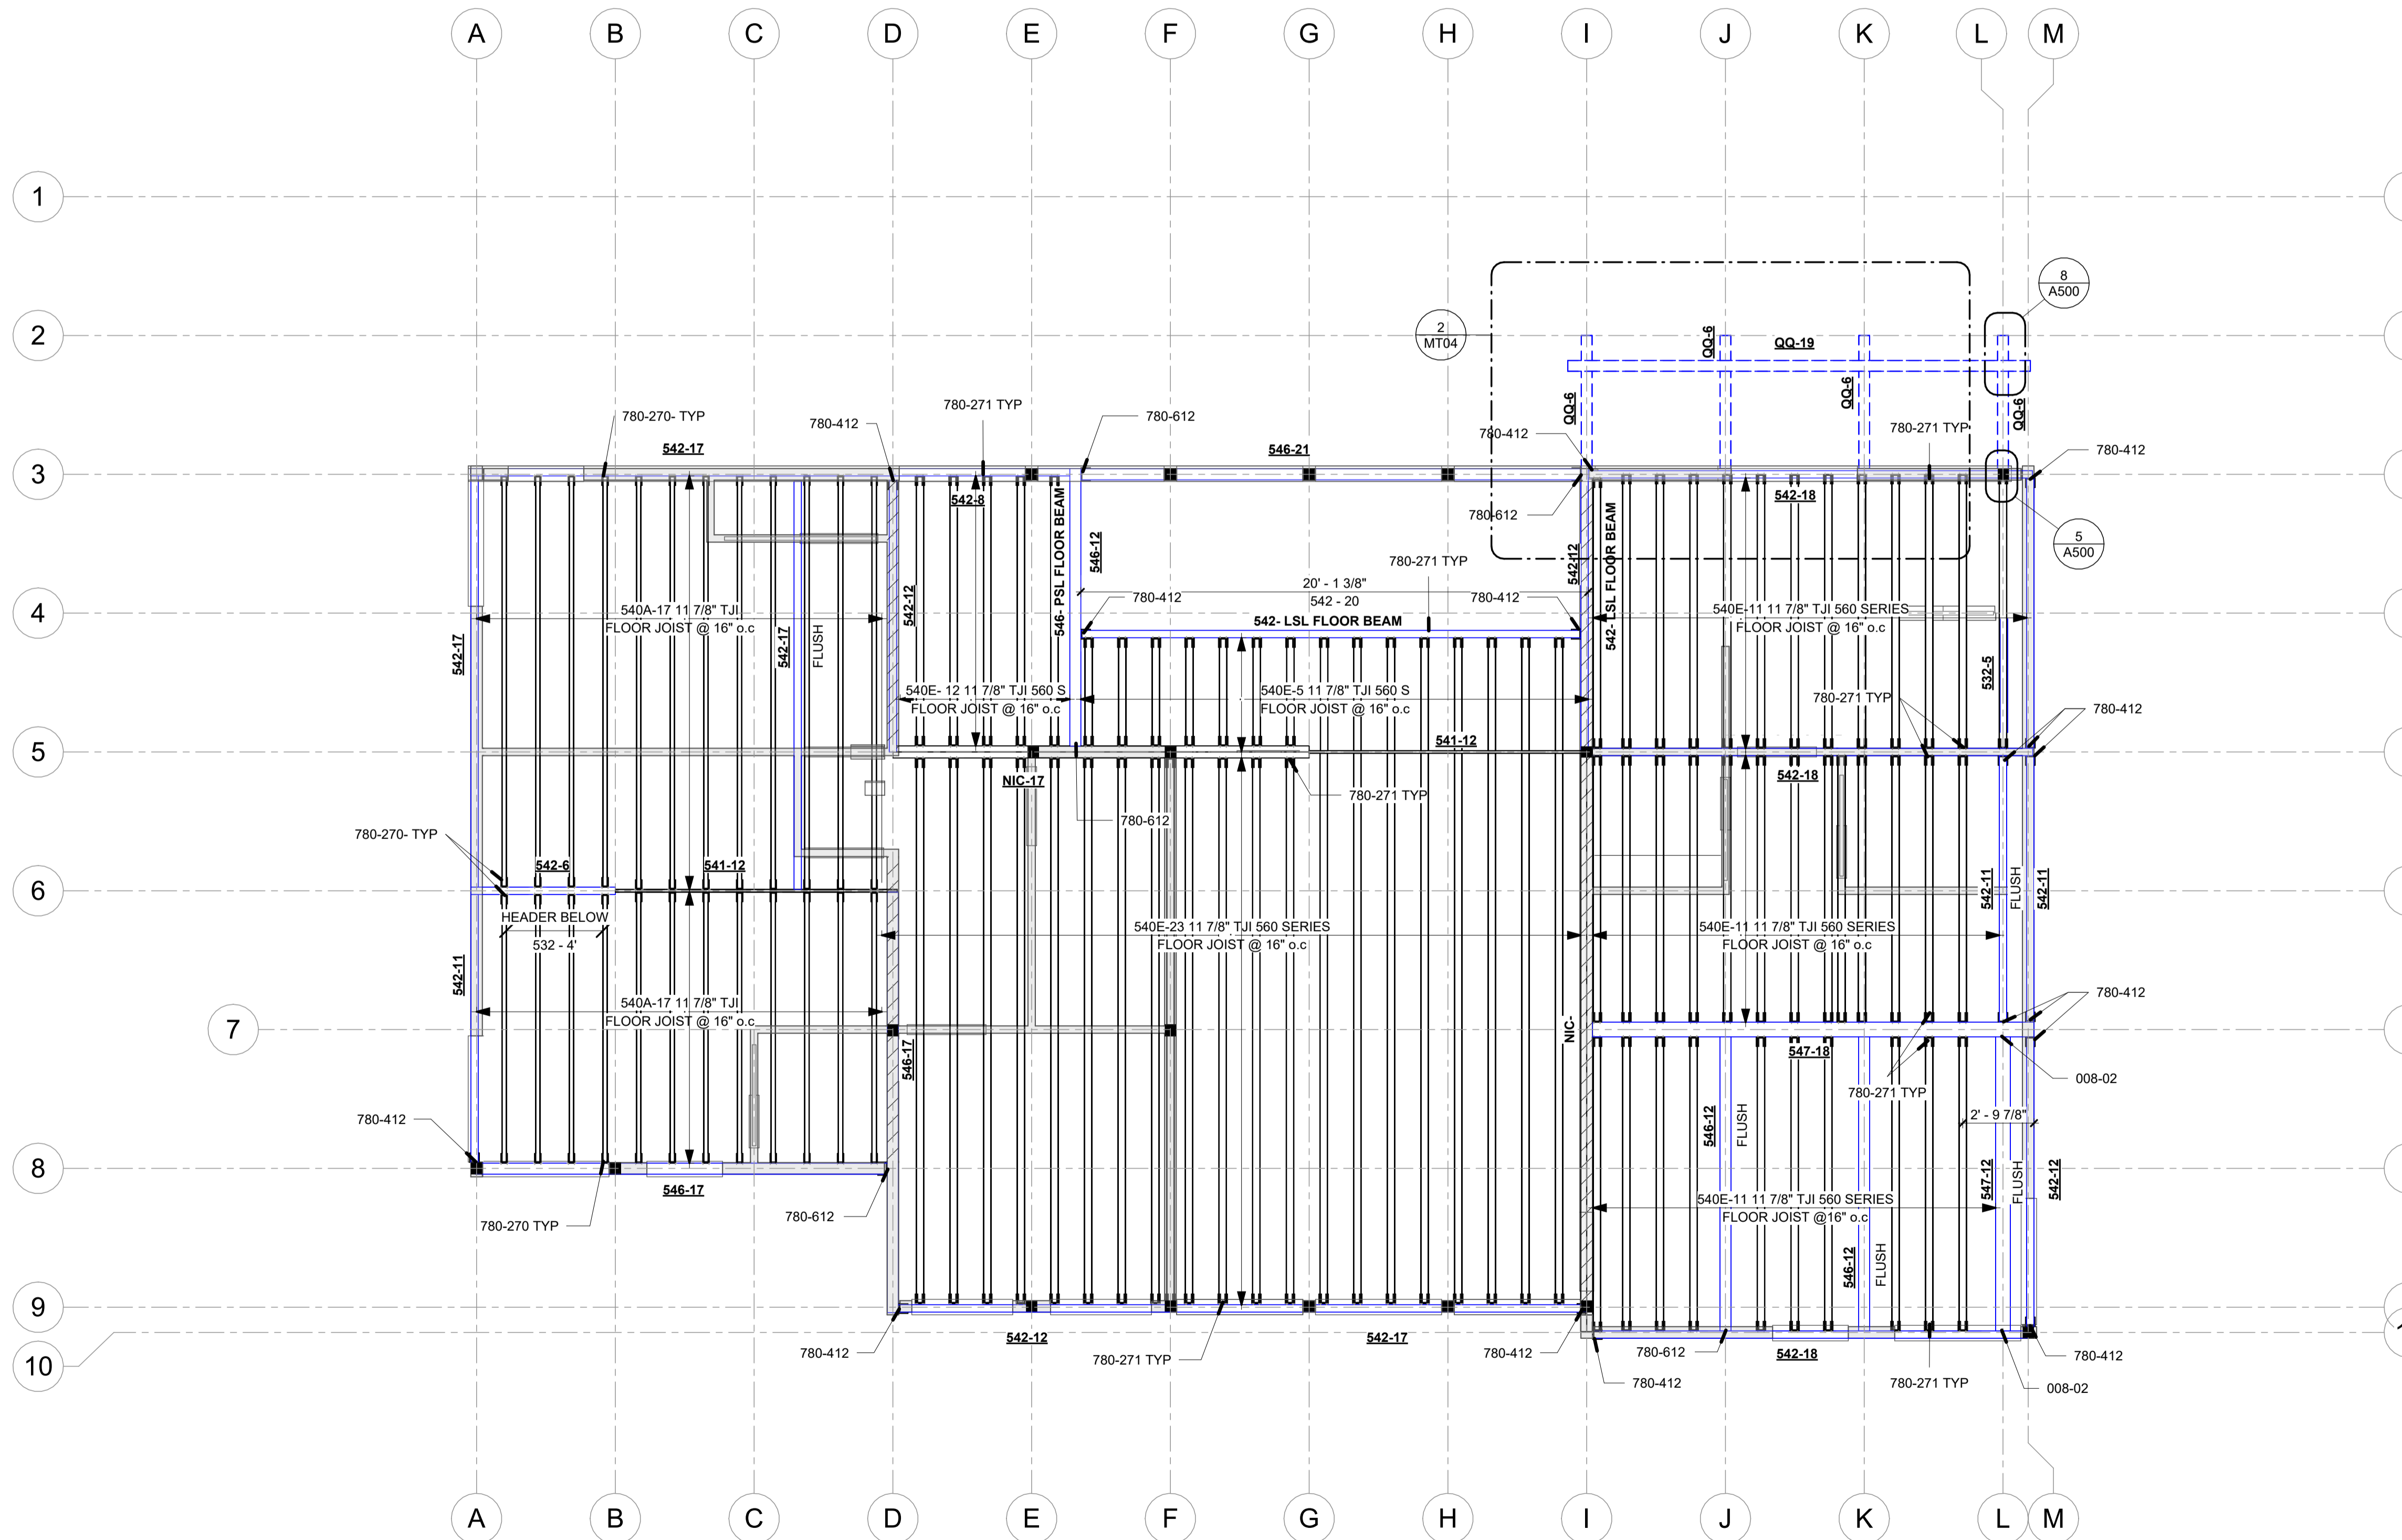 A B C D E F G H I J K L M
1
8
A500
2
2
MT04
QQ-6
QQ-19
QQ-6
QQ-6
QQ-6
780-270- TYP
780-412
780-271 TYP
780-612
780-412
780-271 TYP
780-412
542-17
546-21
3
542-8
542-18
780-612
5
A500
546- PSL FLOOR BEAM
546-12
542-12
542- LSL FLOOR BEAM
780-271 TYP
20' - 1 3/8"
542 - 20
780-412
780-412
542- LSL FLOOR BEAM
4
540A-17 11 7/8" TJI
FLOOR JOIST @ 16" o.c
542-12
540E-11 11 7/8" TJI 560 SERIES
FLOOR JOIST @ 16" o.c
542-17
542-17
FLUSH
532-5
540E- 12 11 7/8" TJI 560 S
FLOOR JOIST @ 16" o.c
540E-5 11 7/8" TJI 560 S
FLOOR JOIST @ 16" o.c
780-271 TYP
780-412
5
541-12
NIC-17
542-18
780-271 TYP
780-612
780-270- TYP
542-6
541-12
6
542-11
FLUSH
542-11
HEADER BELOW
532 - 4'
540E-23 11 7/8" TJI 560 SERIES
FLOOR JOIST @ 16" o.c
540E-11 11 7/8" TJI 560 SERIES
FLOOR JOIST @ 16" o.c
542-11
540A-17 11 7/8" TJI
FLOOR JOIST @ 16" o.c
780-412
7
NIC-
546-17
547-18
008-02
780-271 TYP
780-412
546-12
FLUSH
2' - 9 7/8"
8
546-17
547-12
FLUSH
542-12
780-270 TYP
780-612
540E-11 11 7/8" TJI 560 SERIES
FLOOR JOIST @16" o.c
546-12
FLUSH
9
542-12
542-17
780-412
780-271 TYP
780-412
780-612
542-18
780-412
10
780-412
780-271 TYP
008-02
A B C D E F G H I J K L M